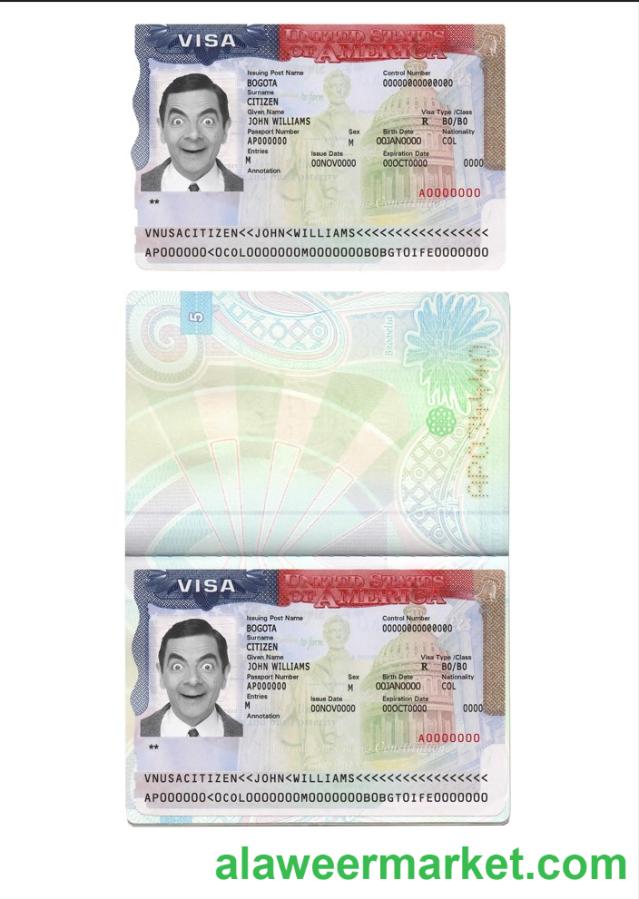 VISA UNITED STATES OF AMERICA
Issuing Post Name Control Number
BOGOTA 00000000000000
Surname
CITIZEN
Given Name Visa Type /Class
JOHN WILLIAMS R B0/B0
Passport Number Sex Birth Date Nationality
AP000000 M 00JAN0000 COL
Entries Issue Date Expiration Date
M 00NOV0000 00OCT0000 0000
Annotation
A0000000
**
VNUSACITIZEN<<JOHN<WILLIAMS<<<<<<<<<<<<<<<<<
AP000000<0C0L0000000M0000000B0BGT0IFE0000000
5
VISA UNITED STATES OF AMERICA
Issuing Post Name Control Number
BOGOTA 00000000000000
Surname
CITIZEN
Given Name Visa Type /Class
JOHN WILLIAMS R B0/B0
Passport Number Sex Birth Date Nationality
AP000000 M 00JAN0000 COL
Entries Issue Date Expiration Date
M 00NOV0000 00OCT0000 0000
Annotation
A0000000
**
VNUSACITIZEN<<JOHN<WILLIAMS<<<<<<<<<<<<<<<<<
AP000000<0C0L0000000M0000000B0BGT0IFE0000000
alaweermarket.com